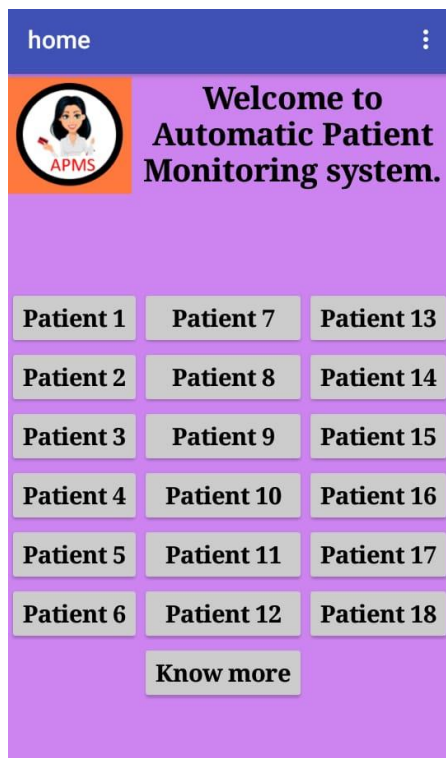 home
APMS
Welcome to
Automatic Patient
Monitoring system.
Patient 1
Patient 7
Patient 13
Patient 2
Patient 8
Patient 14
Patient 3
Patient 9
Patient 15
Patient 4
Patient 10
Patient 16
Patient 5
Patient 11
Patient 17
Patient 6
Patient 12
Patient 18
Know more